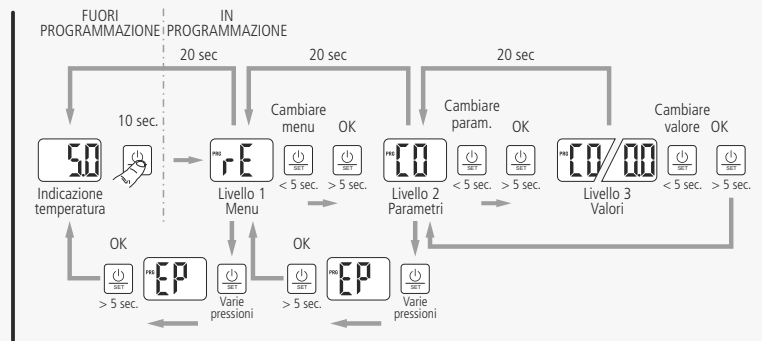 FUORI
PROGRAMMAZIONE
IN
PROGRAMMAZIONE
20 sec
20 sec
20 sec
10 sec.
Cambiare
menu
OK
Cambiare
param.
OK
Cambiare
valore
OK
5.0
PRG
rE
SET
SET
PRG
C0
SET
SET
PRG
C0/0.0
SET
SET
Indicazione
temperatura
Livello 1
Menu
< 5 sec.
> 5 sec.
Livello 2
Parametri
< 5 sec.
> 5 sec.
Livello 3
Valori
< 5 sec.
> 5 sec.
OK
SET
> 5 sec.
PRG
EP
SET
Varie
pressioni
OK
SET
> 5 sec.
PRG
EP
SET
Varie
pressioni